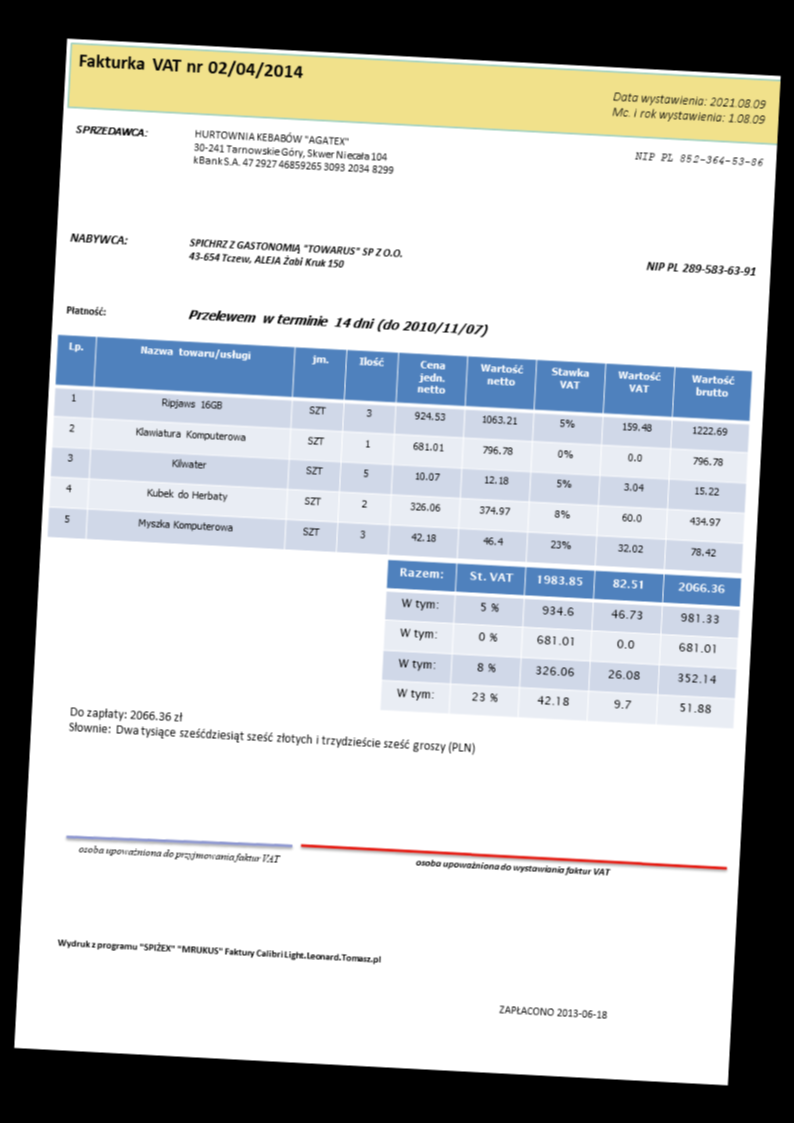 Fakturka VAT nr 02/04/2014
Data wystawienia: 2021.08.09
Mc. i rok wystawienia: 1.08.09
SPRZEDAWCA:
HURTOWNIA KEBABÓW "AGATEX"
30-241 Tarnowskie Góry, Skwer Niecała 104
kBank S.A. 47 2927 46859265 3093 2034 8299
NIP PL 852-364-53-86
NABYWCA:
SPICHRZ Z GASTONOMIĄ "TOWARUS" SP Z O.O.
43-654 Tczew, ALEJA Żabi Kruk 150
NIP PL 289-583-63-91
Płatność: Przelewem w terminie 14 dni (do 2010/11/07)
Lp. Nazwa towaru/usługi jm. Ilość Cena jedn. netto Wartość netto Stawka VAT Wartość VAT Wartość brutto
1 Ripjaws 16GB SZT 3 924.53 1063.21 5% 159.48 1222.69
2 Klawiatura Komputerowa SZT 1 681.01 796.78 0% 0.0 796.78
3 Kilwater SZT 5 10.07 12.18 5% 3.04 15.22
4 Kubek do Herbaty SZT 2 326.06 374.97 8% 60.0 434.97
5 Myszka Komputerowa SZT 3 42.18 46.4 23% 32.02 78.42
Razem: St. VAT 1983.85 82.51 2066.36
W tym: 5 % 934.6 46.73 981.33
W tym: 0 % 681.01 0.0 681.01
W tym: 8 % 326.06 26.08 352.14
W tym: 23 % 42.18 9.7 51.88
Do zapłaty: 2066.36 zł
Słownie: Dwa tysiące sześćdziesiąt sześć złotych i trzydzieście sześć groszy (PLN)
osoba upoważniona do przyjmowania faktur VAT
osoba upoważniona do wystawiania faktur VAT
Wydruk z programu "SPIŻEX" "MRUKUS" Faktury Calibri Light.Leonard.Tomasz.pl
ZAPŁACONO 2013-06-18